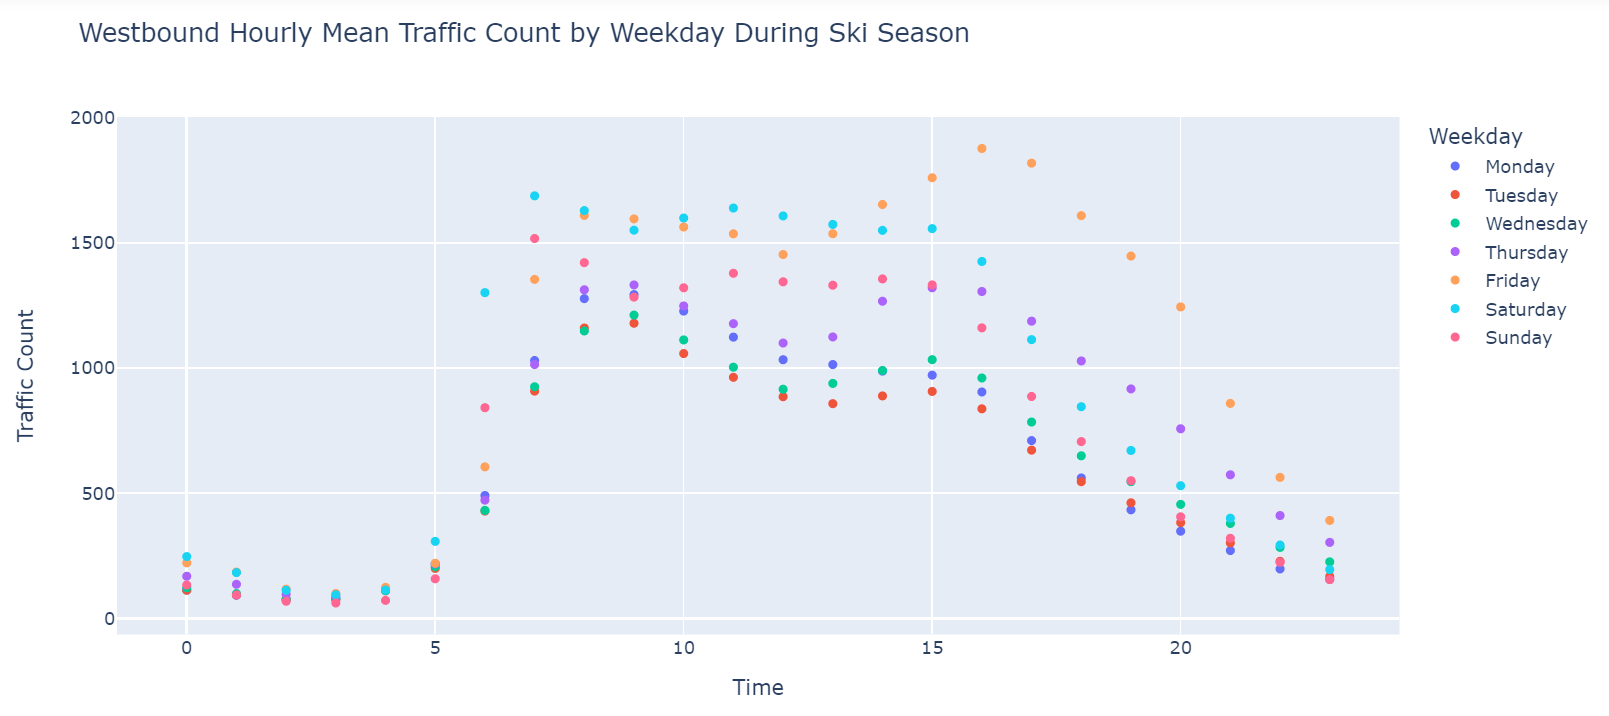 Westbound Hourly Mean Traffic Count by Weekday During Ski Season
2000
1500
1000
500
0
Traffic Count
0 5 10 15 20
Time
Weekday
Monday
Tuesday
Wednesday
Thursday
Friday
Saturday
Sunday